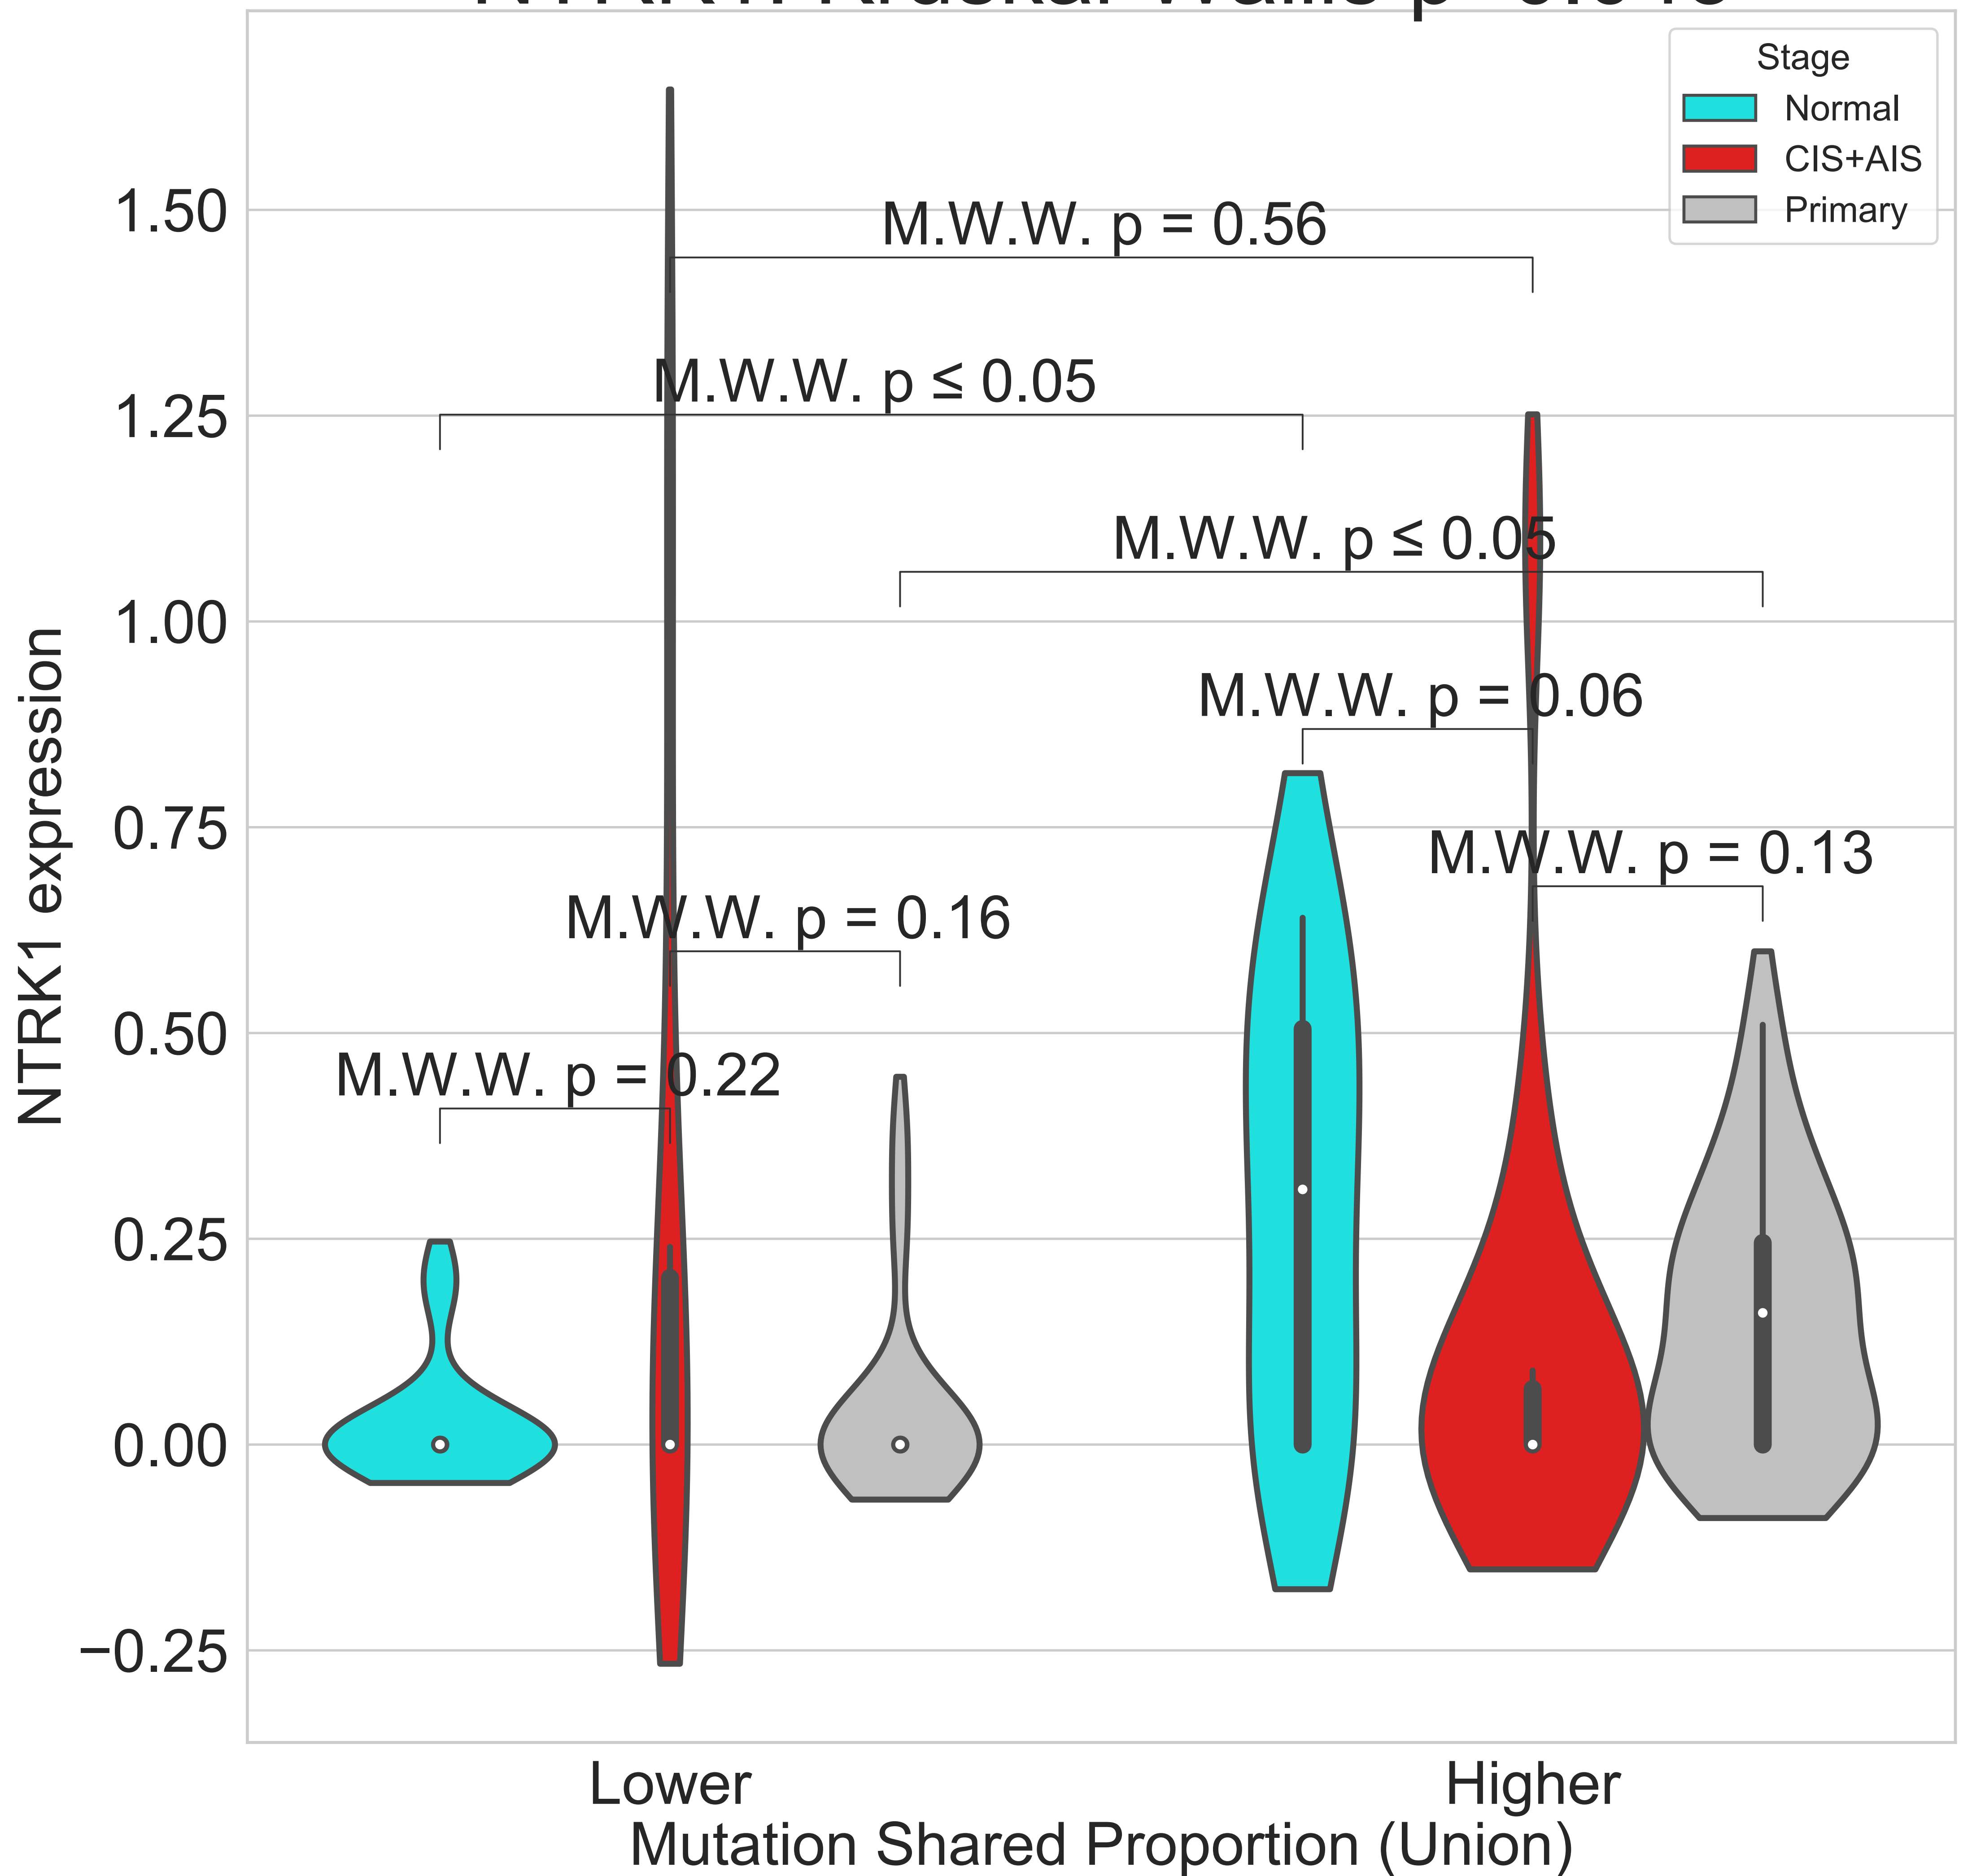 Stage
Normal
CIS+AIS
Primary
1.50
M.W.W. p = 0.56
M.W.W. p ≤ 0.05
1.25
M.W.W. p ≤ 0.05
1.00
M.W.W. p = 0.06
0.75
M.W.W. p = 0.13
M.W.W. p = 0.16
0.50
M.W.W. p = 0.22
0.25
0.00
−0.25
NTRK1 expression
Lower
Higher
Mutation Shared Proportion (Union)